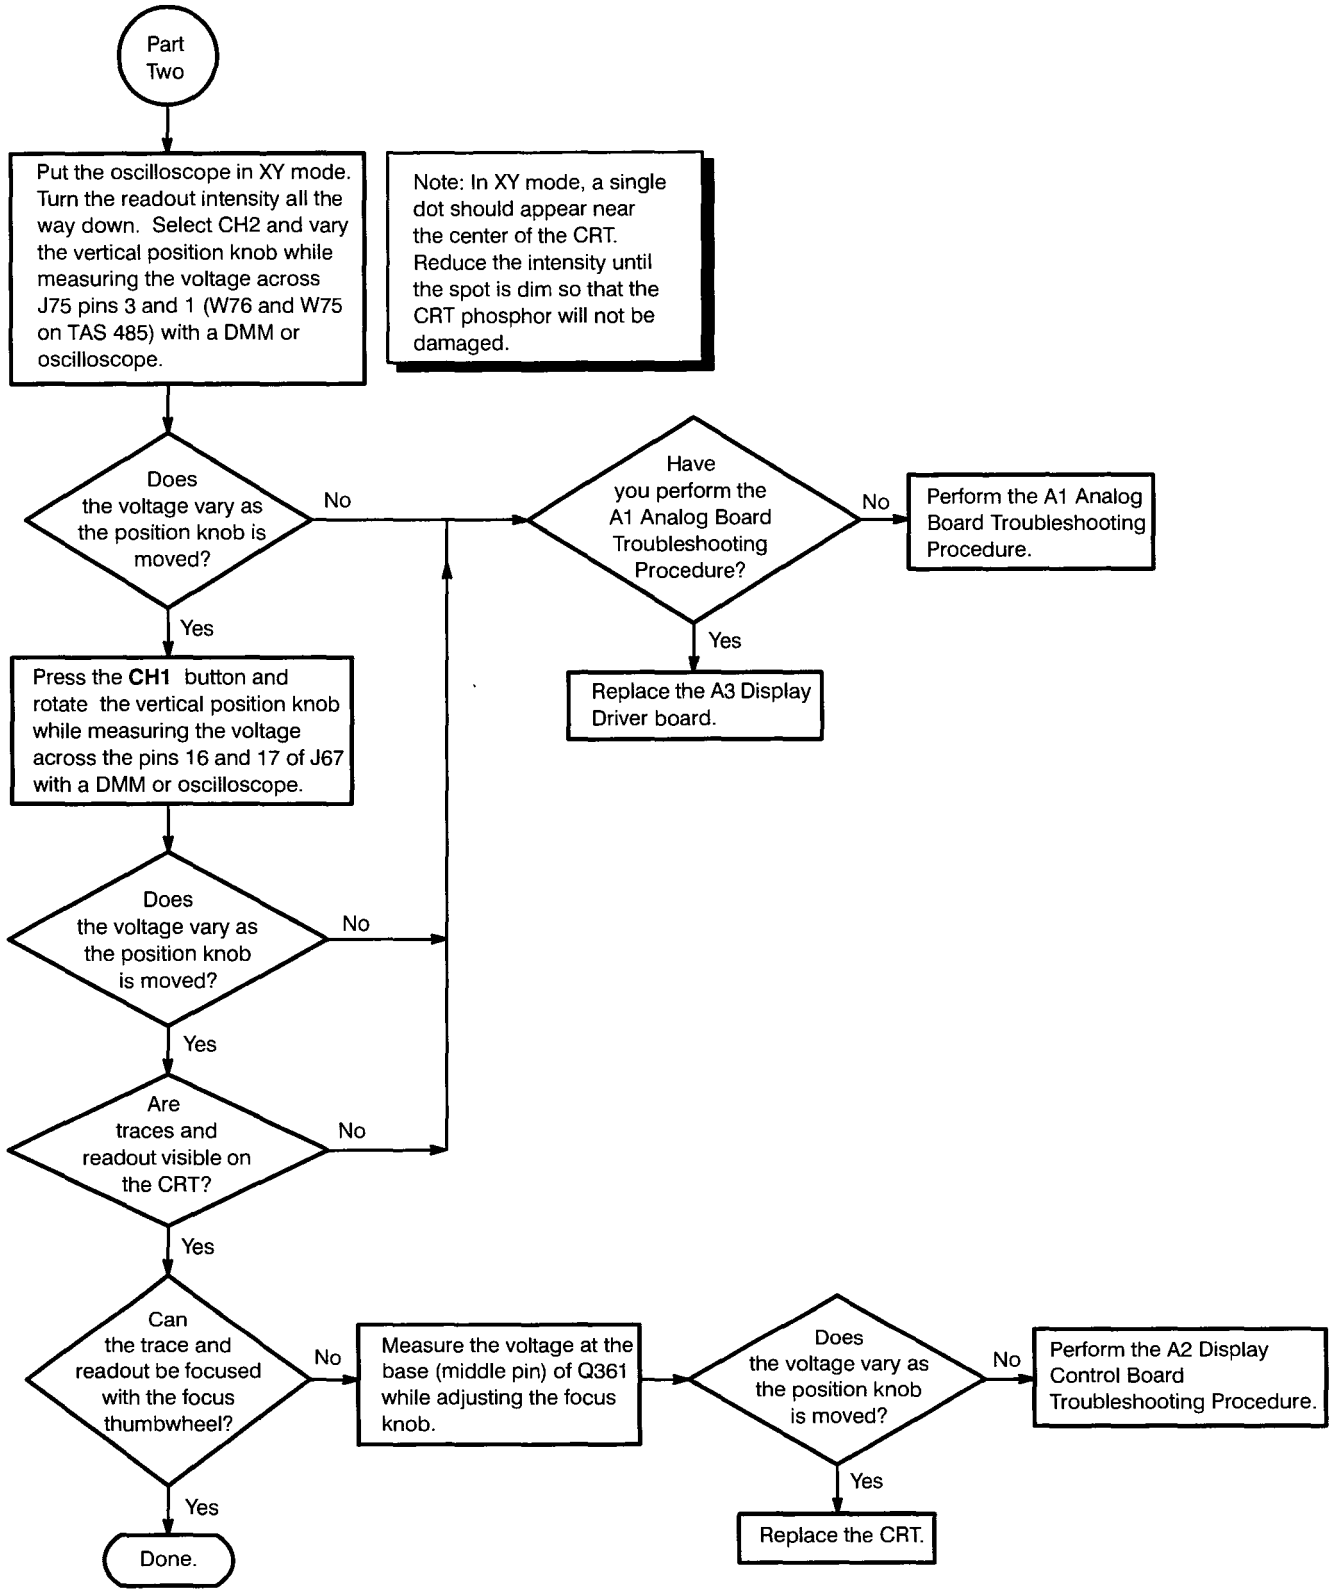 Part
Two
Put the oscilloscope in XY mode.
Turn the readout intensity all the
way down. Select CH2 and vary
the vertical position knob while
measuring the voltage across
J75 pins 3 and 1 (W76 and W75
on TAS 485) with a DMM or
oscilloscope.
Note: In XY mode, a single
dot should appear near
the center of the CRT.
Reduce the intensity until
the spot is dim so that the
CRT phosphor will not be
damaged.
Does
the voltage vary as
the position knob is
moved?
No
Have
you perform the
A1 Analog Board
Troubleshooting
Procedure?
No
Perform the A1 Analog
Board Troubleshooting
Procedure.
Yes
Yes
Replace the A3 Display
Driver board.
Press the CH1 button and
rotate the vertical position knob
while measuring the voltage
across the pins 16 and 17 of J67
with a DMM or oscilloscope.
Does
the voltage vary as
the position knob
is moved?
No
Yes
Are
traces and
readout visible on
the CRT?
No
Yes
Can
the trace and
readout be focused
with the focus
thumbwheel?
No
Measure the voltage at the
base (middle pin) of Q361
while adjusting the focus
knob.
Does
the voltage vary as
the position knob
is moved?
No
Perform the A2 Display
Control Board
Troubleshooting Procedure.
Yes
Replace the CRT.
Yes
Done.